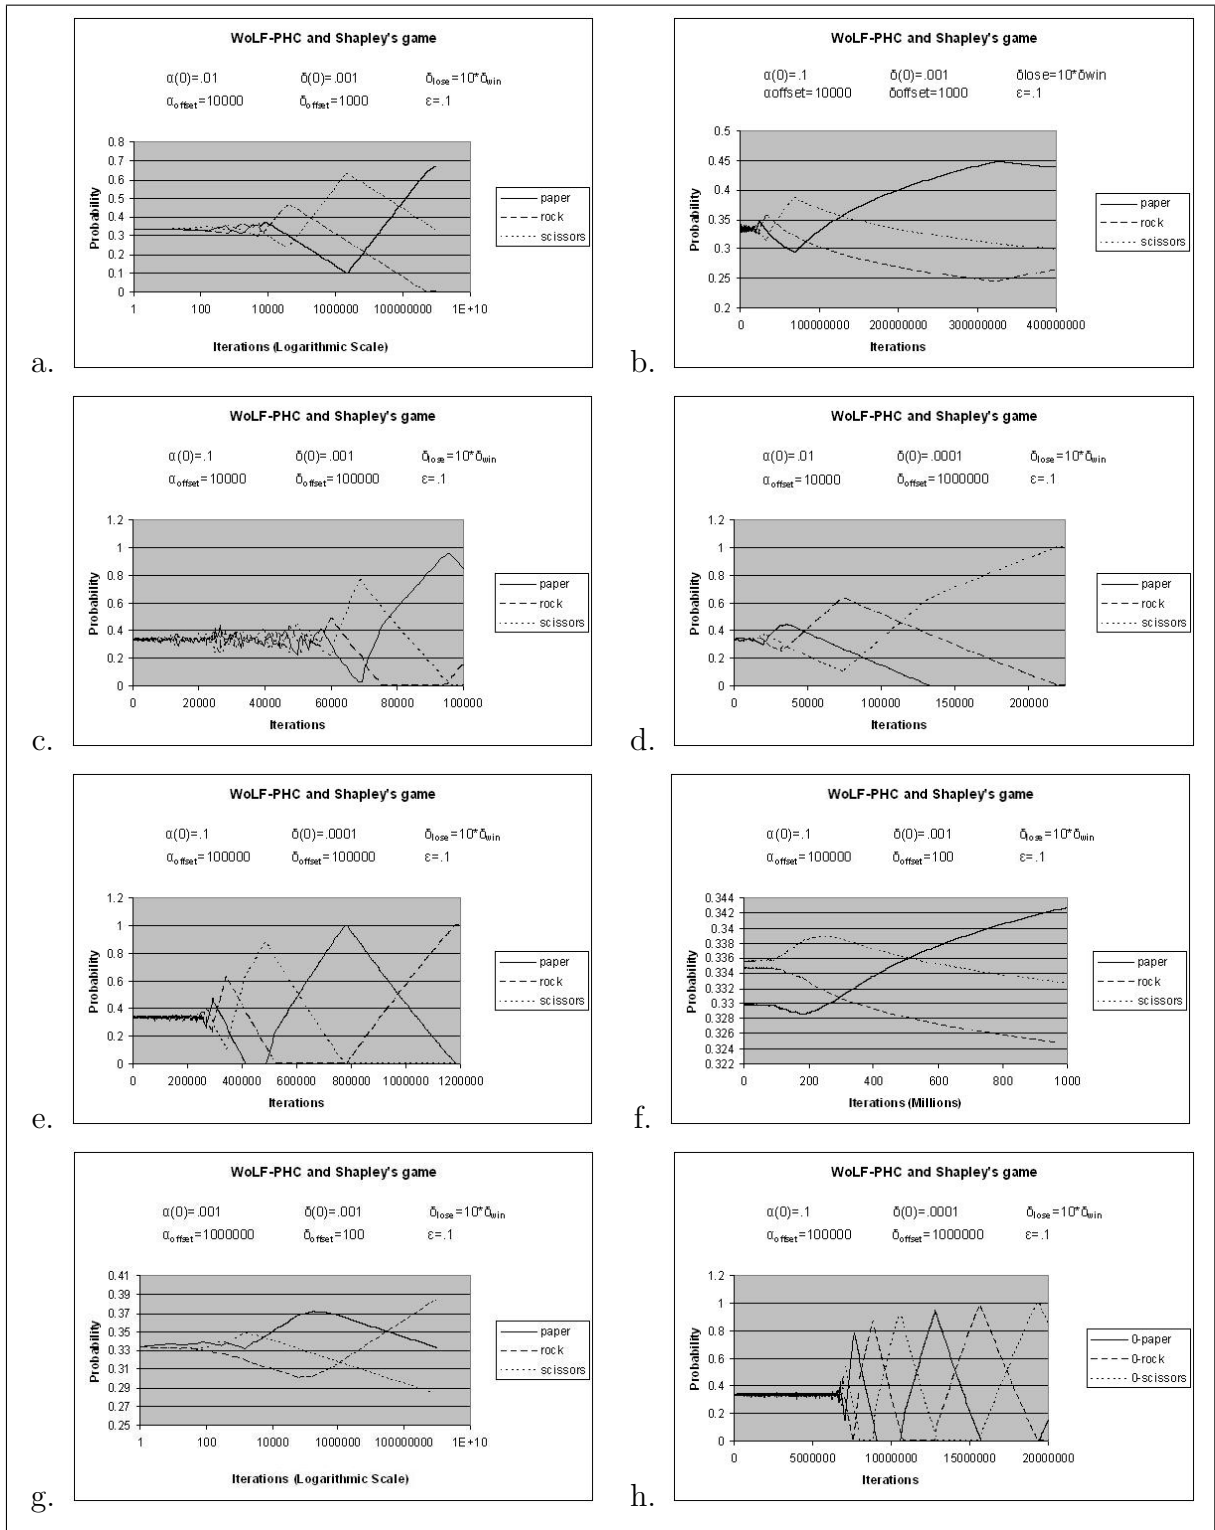 WoLF-PHC and Shapley's game
α(0)=.01 δ(0)=.001 δlose=10*δwin
αoffset=10000 δoffset=1000 ε=.1
0.8
0.7
0.6
0.5
0.4
0.3
0.2
0.1
0
Probability
1 100 10000 1000000 100000000 1E+10
Iterations (Logarithmic Scale)
paper
rock
scissors
a.
WoLF-PHC and Shapley's game
α(0)=.1 δ(0)=.001 δlose=10*δwin
αoffset=10000 δoffset=1000 ε=.1
0.5
0.45
0.4
0.35
0.3
0.25
0.2
Probability
0 100000000 200000000 300000000 400000000
Iterations
paper
rock
scissors
b.
WoLF-PHC and Shapley's game
α(0)=.1 δ(0)=.001 δlose=10*δwin
αoffset=10000 δoffset=100000 ε=.1
1.2
1
0.8
0.6
0.4
0.2
0
Probability
0 20000 40000 60000 80000 100000
Iterations
paper
rock
scissors
c.
WoLF-PHC and Shapley's game
α(0)=.01 δ(0)=.0001 δlose=10*δwin
αoffset=10000 δoffset=1000000 ε=.1
1.2
1
0.8
0.6
0.4
0.2
0
Probability
0 50000 100000 150000 200000
Iterations
paper
rock
scissors
d.
WoLF-PHC and Shapley's game
α(0)=.1 δ(0)=.0001 δlose=10*δwin
αoffset=100000 δoffset=100000 ε=.1
1.2
1
0.8
0.6
0.4
0.2
0
Probability
0 200000 400000 600000 800000 1000000 1200000
Iterations
paper
rock
scissors
e.
WoLF-PHC and Shapley's game
α(0)=.1 δ(0)=.001 δlose=10*δwin
αoffset=100000 δoffset=100 ε=.1
0.344
0.342
0.34
0.338
0.336
0.334
0.332
0.33
0.328
0.326
0.324
0.322
Probability
0 200 400 600 800 1000
Iterations (Millions)
paper
rock
scissors
f.
WoLF-PHC and Shapley's game
α(0)=.001 δ(0)=.001 δlose=10*δwin
αoffset=1000000 δoffset=100 ε=.1
0.41
0.39
0.37
0.35
0.33
0.31
0.29
0.27
0.25
Probability
1 100 10000 1000000 100000000 1E+10
Iterations (Logarithmic Scale)
paper
rock
scissors
g.
WoLF-PHC and Shapley's game
α(0)=.1 δ(0)=.0001 δlose=10*δwin
αoffset=100000 δoffset=1000000 ε=.1
1.2
1
0.8
0.6
0.4
0.2
0
Probability
0 5000000 10000000 15000000 20000000
Iterations
0-paper
0-rock
0-scissors
h.